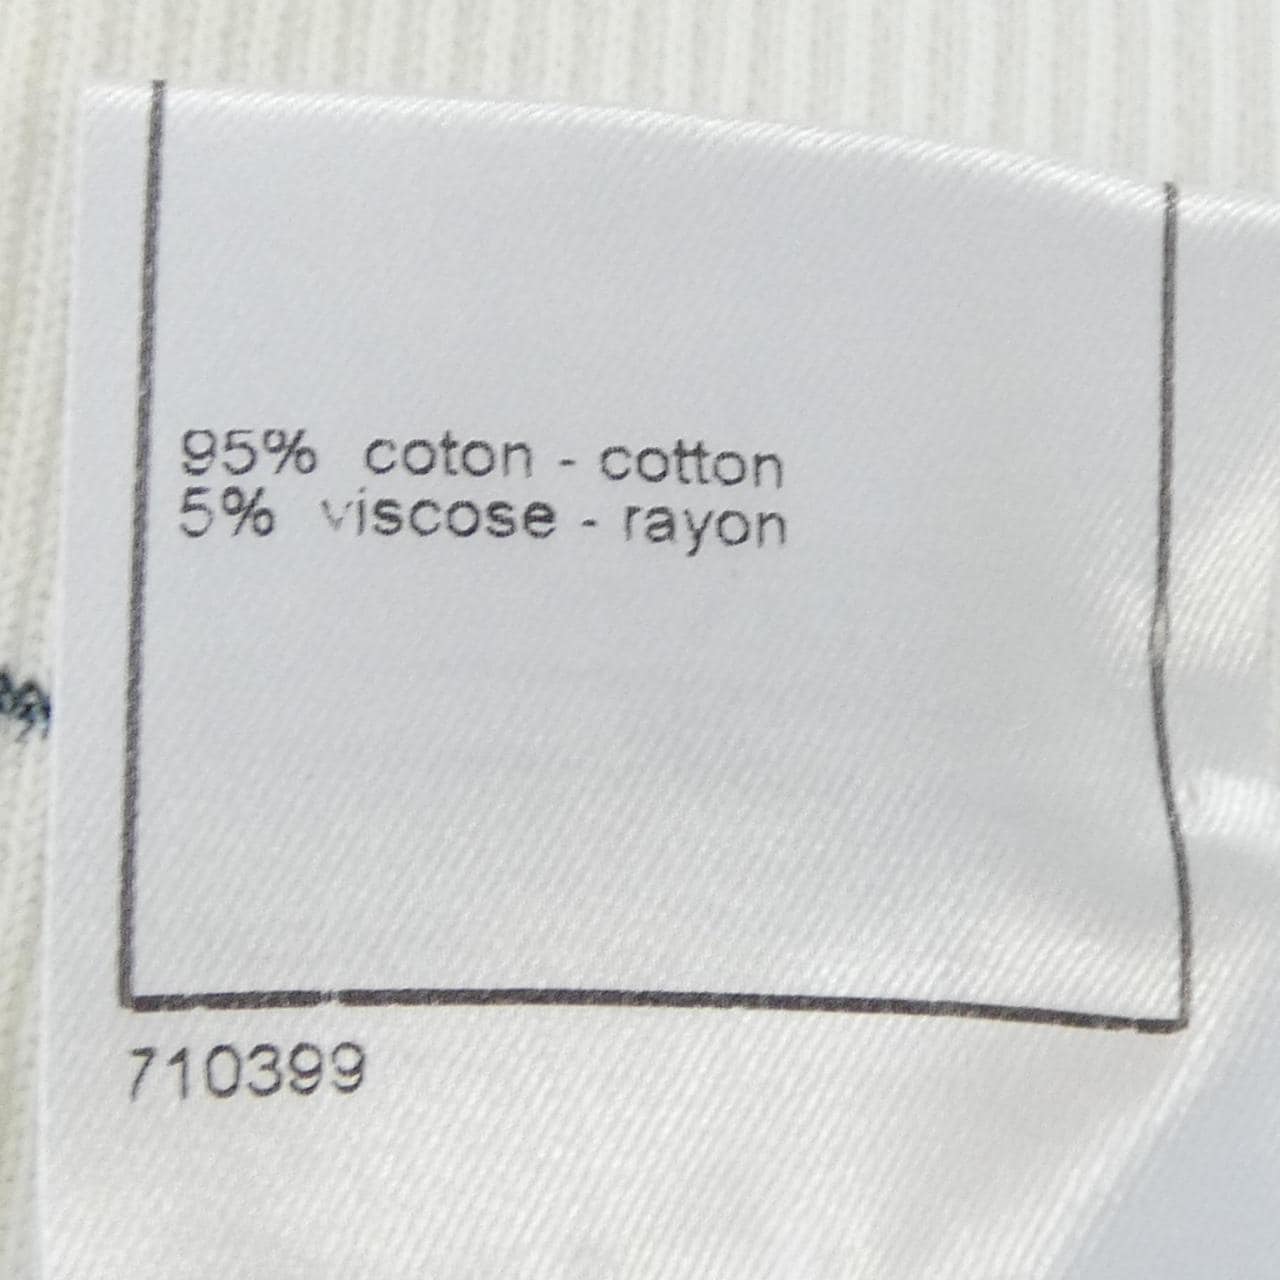 95% coton - cotton
5% viscose - rayon
710399